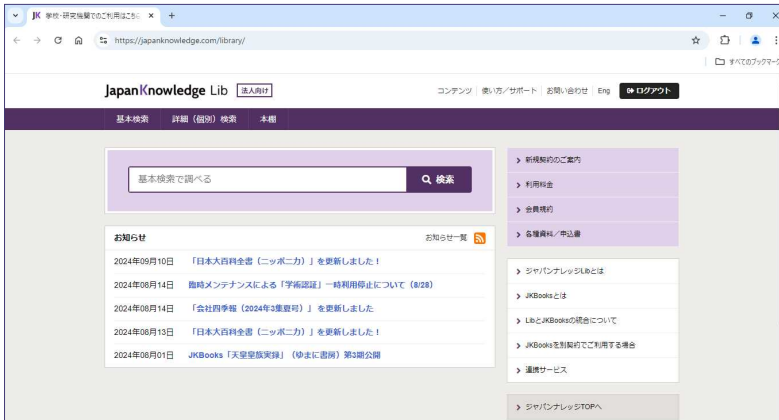 JK 学校・研究機関でのご利用はこちら
https://japanknowledge.com/library/
すべてのブックマーク
JapanKnowledge Lib 法人向け
コンテンツ 使い方/サポート お問い合わせ Eng ログアウト
基本検索 詳細(個別)検索 本棚
基本検索で調べる 検索
お知らせ お知らせ一覧
2024年09月10日 「日本大百科全書(ニッポニカ)」を更新しました!
2024年08月14日 臨時メンテナンスによる「学術認証」一時利用停止について(8/28)
2024年08月14日 「会社四季報(2024年3集夏号)」を更新しました
2024年08月13日 「日本大百科全書(ニッポニカ)」を更新しました!
2024年08月01日 JKBooks「天皇皇族実録」(ゆまに書房)第3期公開
新規契約のご案内
利用料金
会員規約
各種資料/申込書
ジャパンナレッジLibとは
JKBooksとは
LibとJKBooksの統合について
JKBooksを別契約でご利用する場合
連携サービス
ジャパンナレッジTOPへ